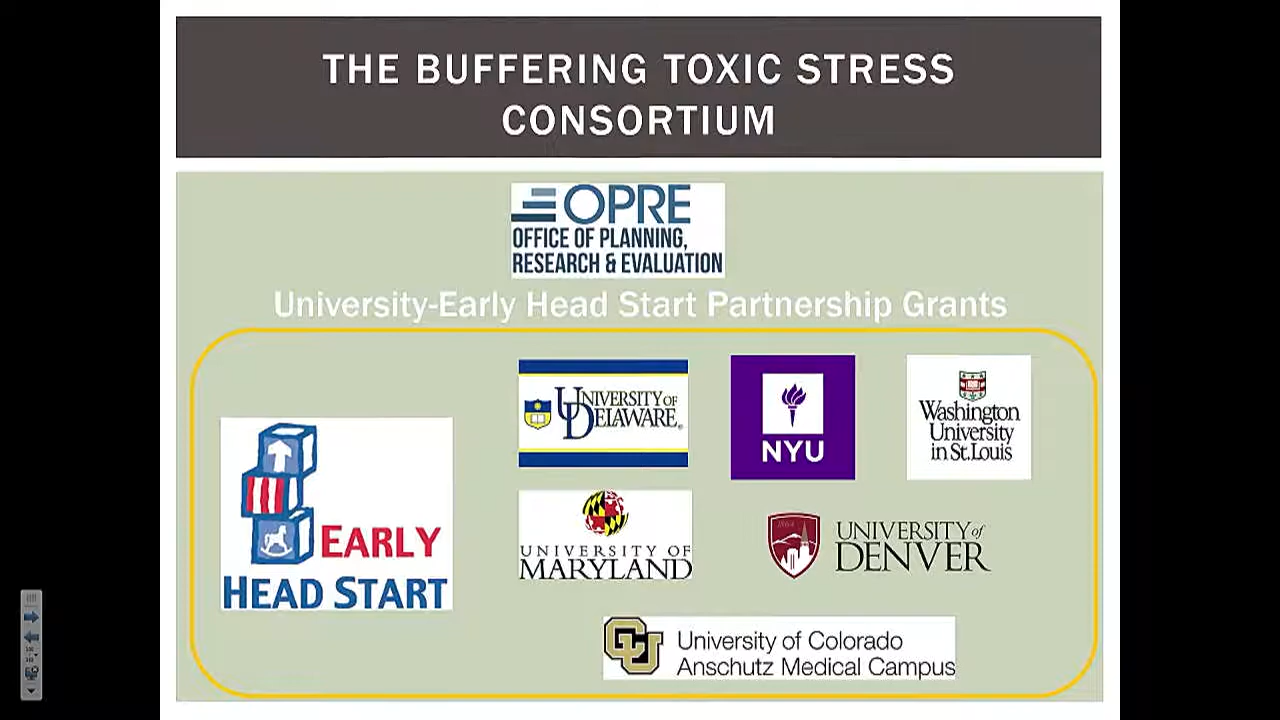 THE BUFFERING TOXIC STRESS
CONSORTIUM
OPRE
OFFICE OF PLANNING,
RESEARCH & EVALUATION
University-Early Head Start Partnership Grants
UNIVERSITY OF
DELAWARE
NYU
Washington
University
in St. Louis
EARLY
HEAD START
UNIVERSITY OF
MARYLAND
UNIVERSITY of
DENVER
CU
University of Colorado
Anschutz Medical Campus